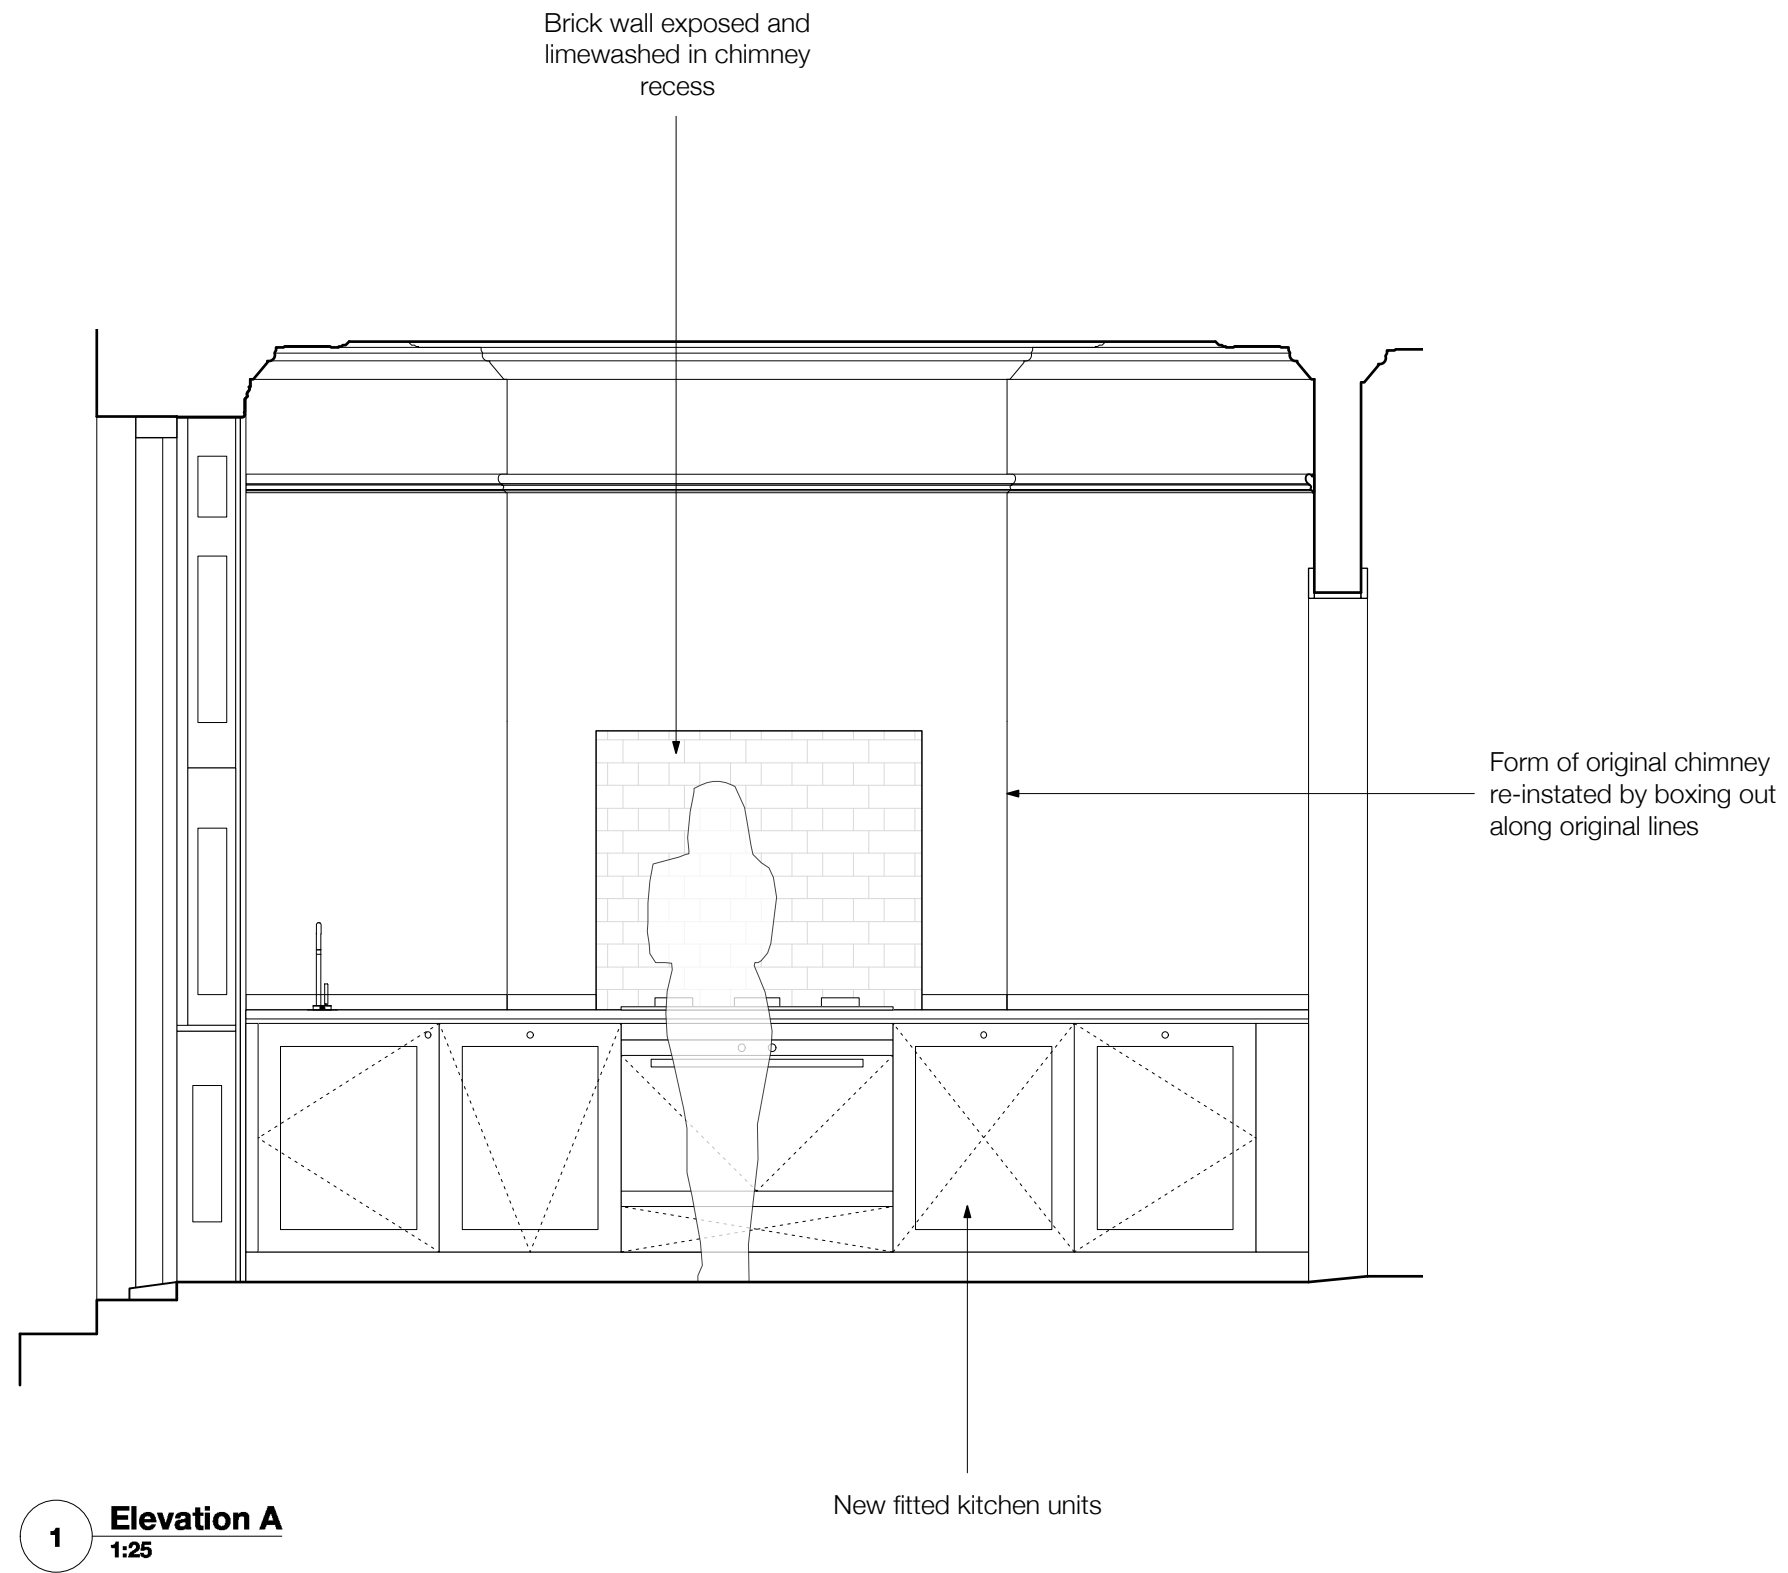 Brick wall exposed and
limewashed in chimney
recess
Form of original chimney
re-instated by boxing out
along original lines
New fitted kitchen units
1
Elevation A
1:25